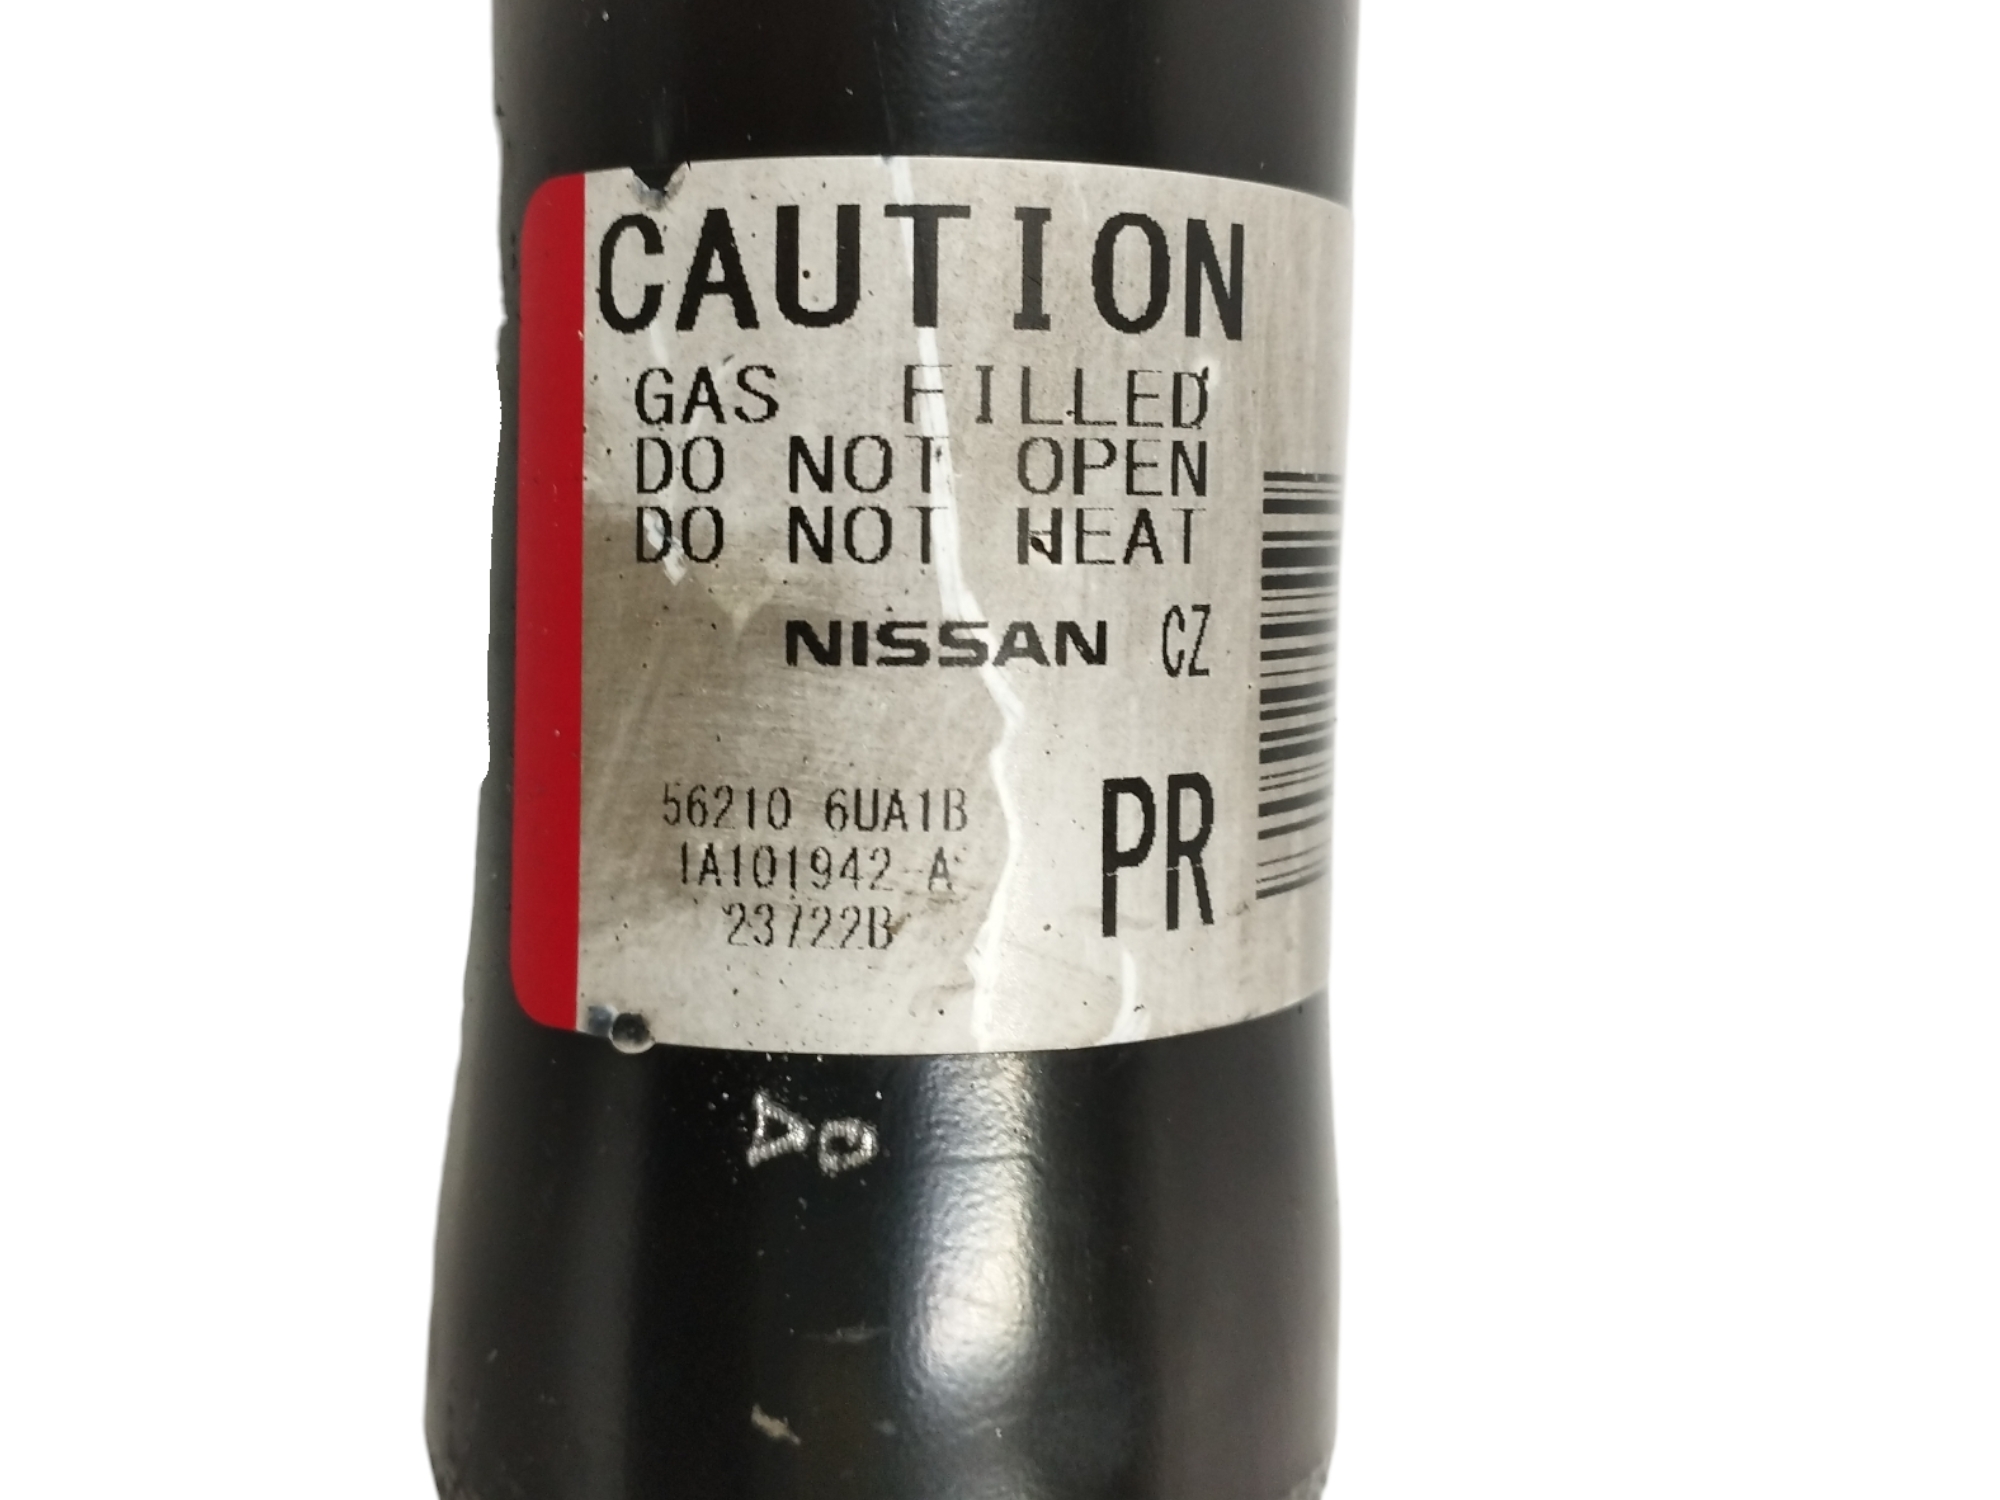 CAUTION
GAS FILLED
DO NOT OPEN
DO NOT HEAT
NISSAN CZ
56210 6UA1B
1A101942-A
23722B
PR